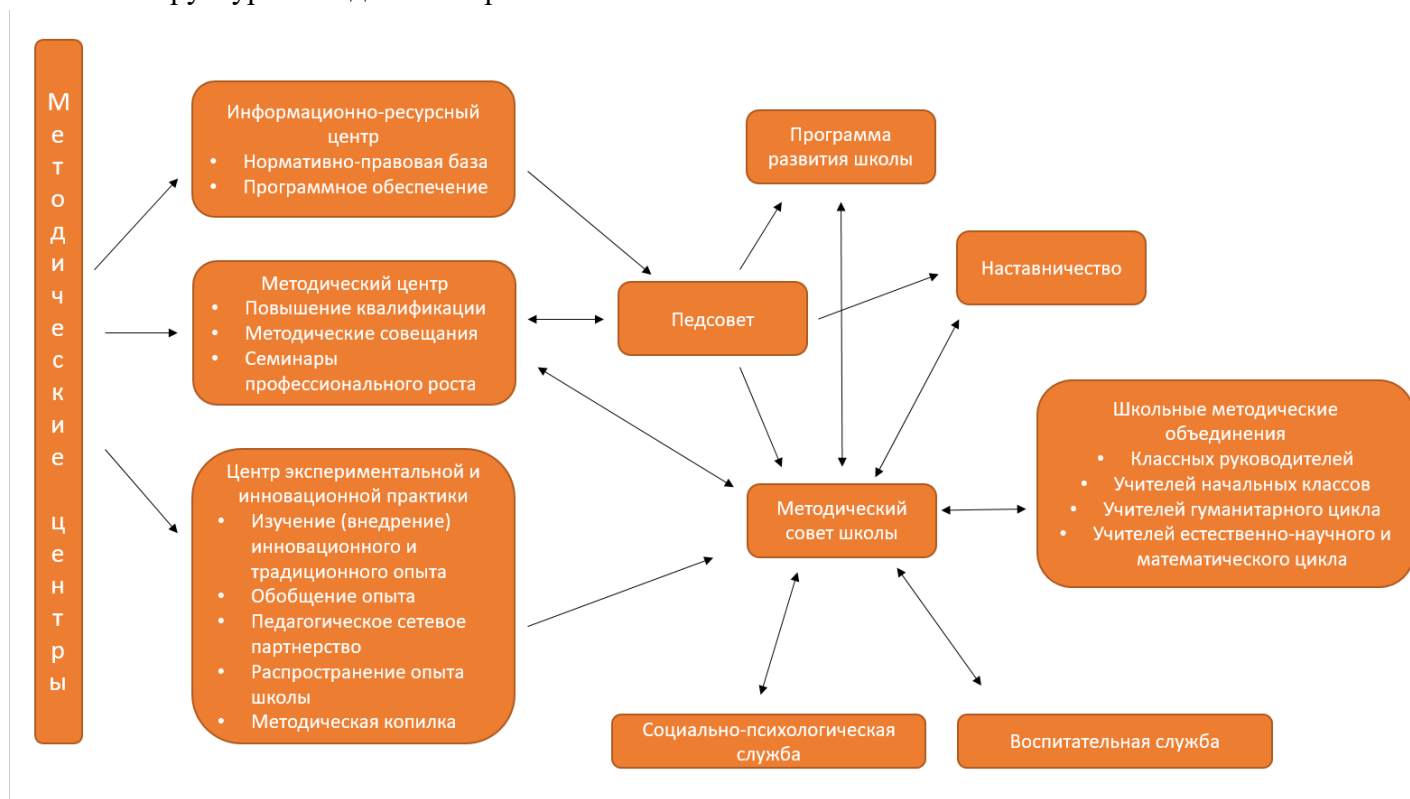 Методические центры
Информационно-ресурсный
центр
• Нормативно-правовая база
• Программное обеспечение
Методический центр
• Повышение квалификации
• Методические совещания
• Семинары
профессионального роста
Центр экспериментальной и
инновационной практики
• Изучение (внедрение)
инновационного и
традиционного опыта
• Обобщение опыта
• Педагогическое сетевое
партнерство
• Распространение опыта
школы
• Методическая копилка
Педсовет
Программа
развития школы
Наставничество
Методический
совет школы
Школьные методические
объединения
• Классных руководителей
• Учителей начальных классов
• Учителей гуманитарного цикла
• Учителей естественно-научного и
математического цикла
Социально-психологическая
служба
Воспитательная служба